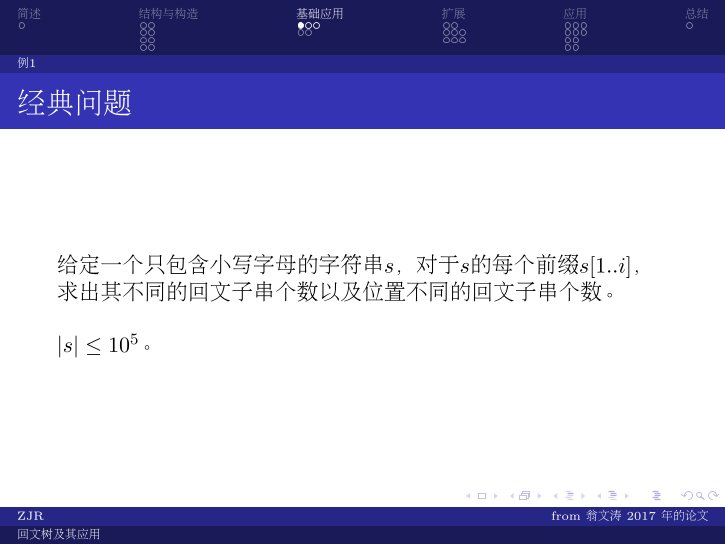 简述 结构与构造 基础应用 扩展 应用 总结
例1
经典问题
给定一个只包含小写字母的字符串s，对于s的每个前缀s[1..i]，
求出其不同的回文子串个数以及位置不同的回文子串个数。
|s| ≤ 10⁵。
ZJR from 翁文涛 2017 年的论文
回文树及其应用